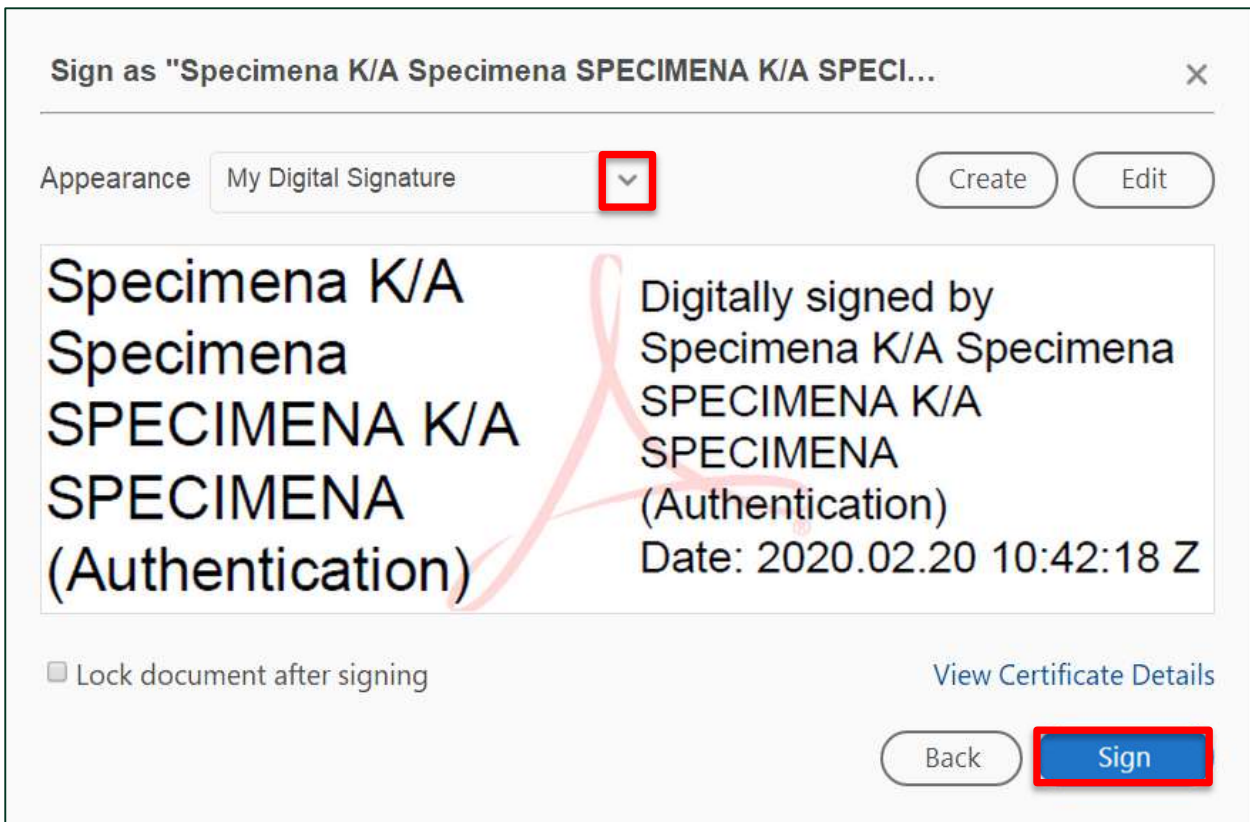 Sign as "Specimena K/A Specimena SPECIMENA K/A SPECI...
Appearance My Digital Signature Create Edit
Specimena K/A
Specimena
SPECIMENA K/A
SPECIMENA
(Authentication)
Digitally signed by
Specimena K/A Specimena
SPECIMENA K/A
SPECIMENA
(Authentication)
Date: 2020.02.20 10:42:18 Z
Lock document after signing View Certificate Details
Back Sign